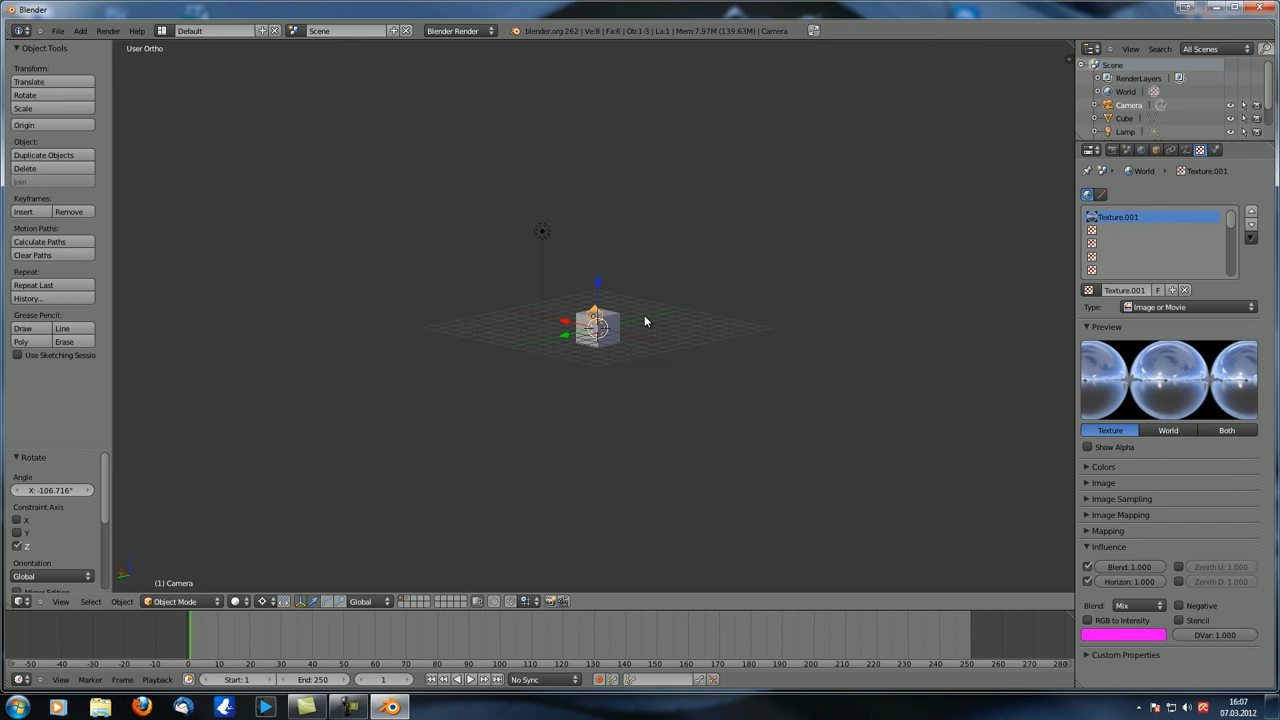 Blender
File Add Render Help
Default
Scene
Blender Render
blender.org 262 | Ve:8 | Fa:6 | Ob:1-3 | La:1 | Mem:7.97M (139.63M) | Camera
Object Tools
User Ortho
View Search All Scenes
Transform:
Translate
Rotate
Scale
Origin
Object:
Duplicate Objects
Delete
Join
Keyframes:
Insert Remove
Motion Paths:
Calculate Paths
Clear Paths
Repeat:
Repeat Last
History...
Grease Pencil:
Draw Line
Poly Erase
Use Sketching Sessio
Rotate
Angle
X: -106.716°
Constraint Axis
X
Y
Z
Orientation
Global
(1) Camera
Scene
RenderLayers
World
Camera
Cube
Lamp
World Texture.001
Texture.001
Texture.001 F
Type: Image or Movie
Preview
Texture World Both
Show Alpha
Colors
Image
Image Sampling
Image Mapping
Mapping
Influence
Blend: 1.000 Zenith U: 1.000
Horizon: 1.000 Zenith D: 1.000
Blend: Mix Negative
RGB to Intensity Stencil
DVar: 1.000
Custom Properties
View Select Object Object Mode Global
-50 -40 -30 -20 -10 0 10 20 30 40 50 60 70 80 90 100 110 120 130 140 150 160 170 180 190 200 210 220 230 240 250 260 270 280
View Marker Frame Playback Start: 1 End: 250 1 No Sync
16:07
07.03.2012